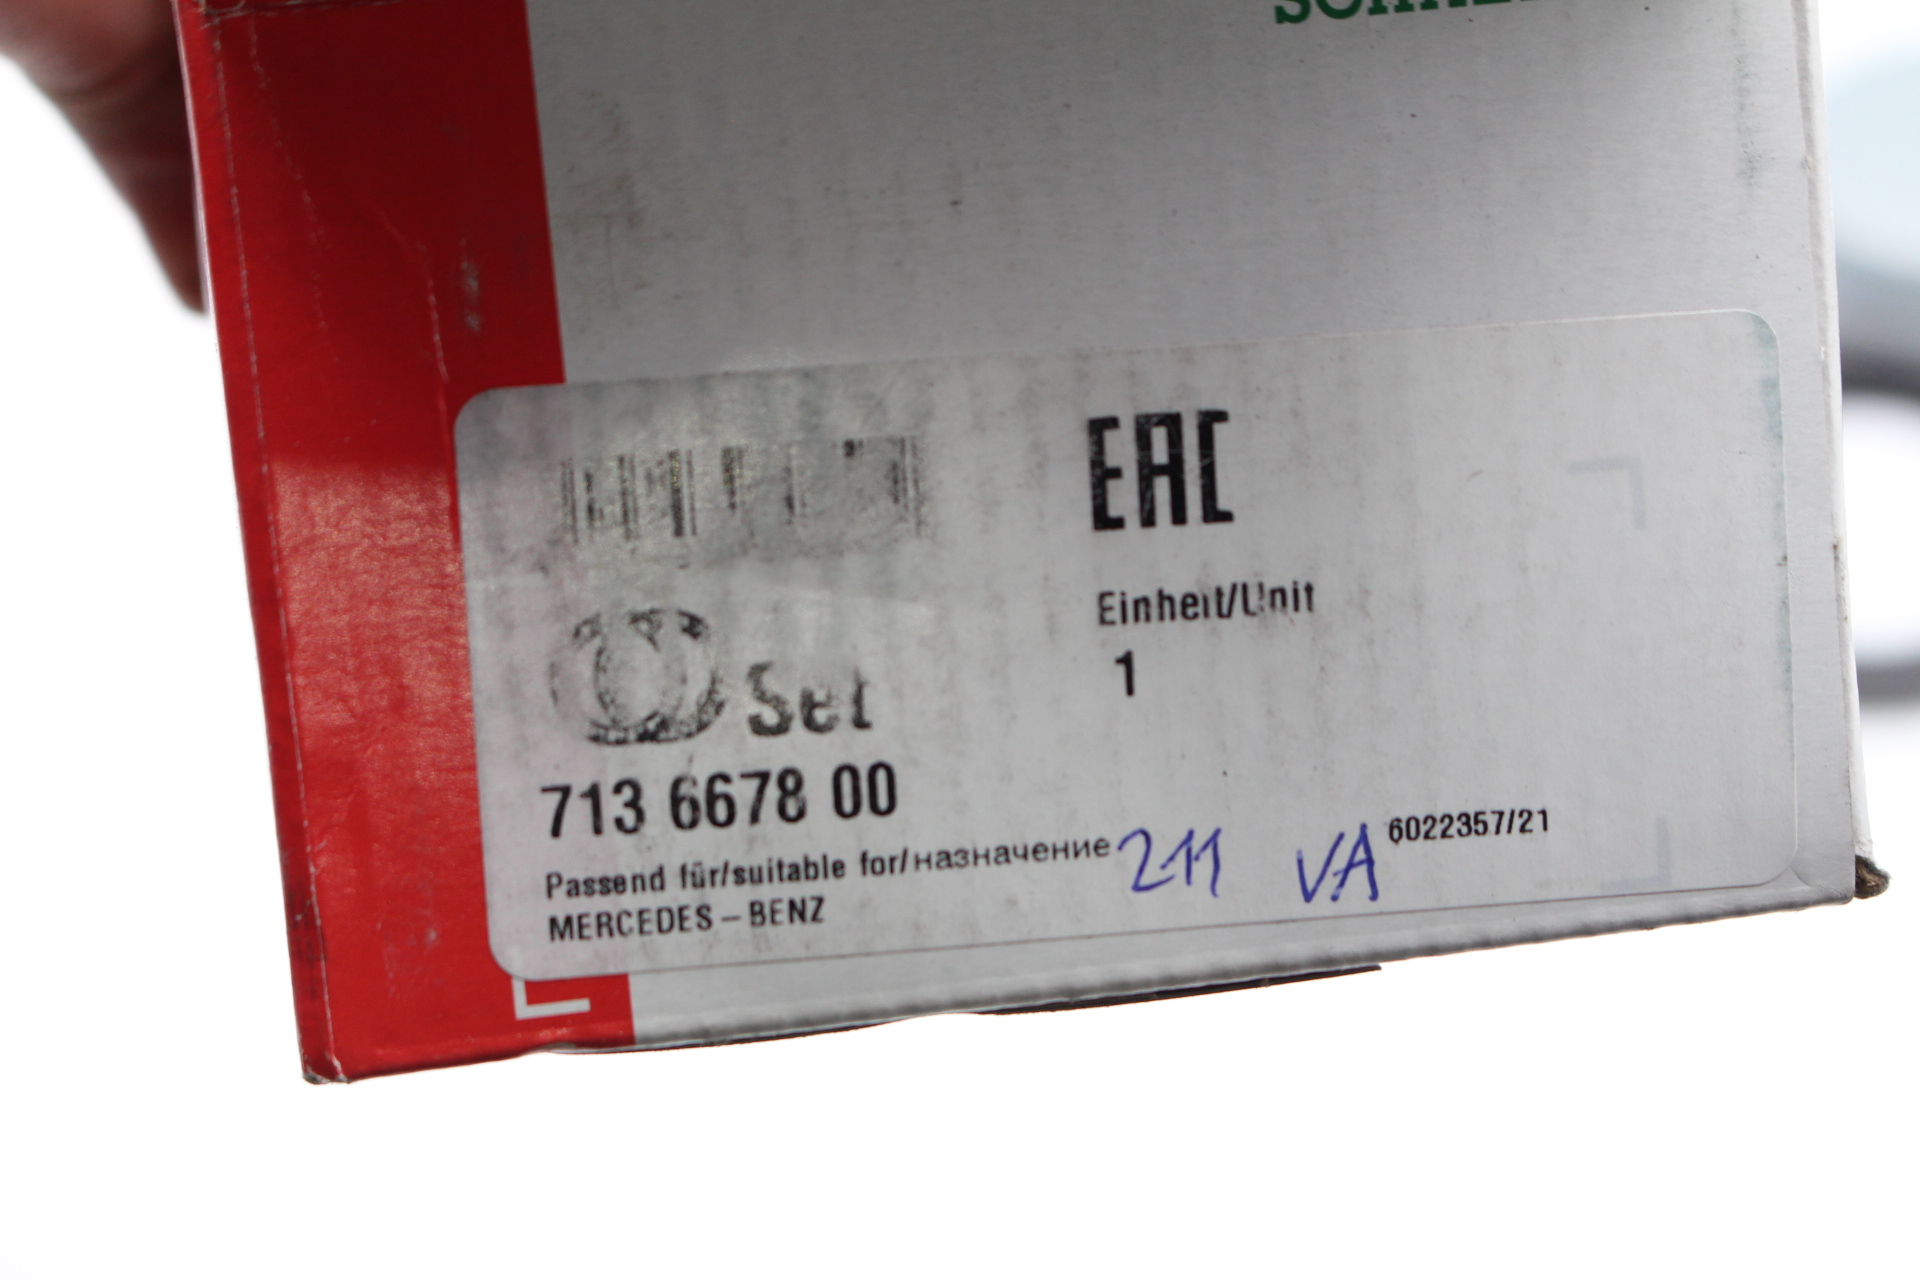 EAC
Einheit/Unit
1
Set
713 6678 00
Passend für/suitable for/назначение 211 VA 6022357/21
MERCEDES – BENZ